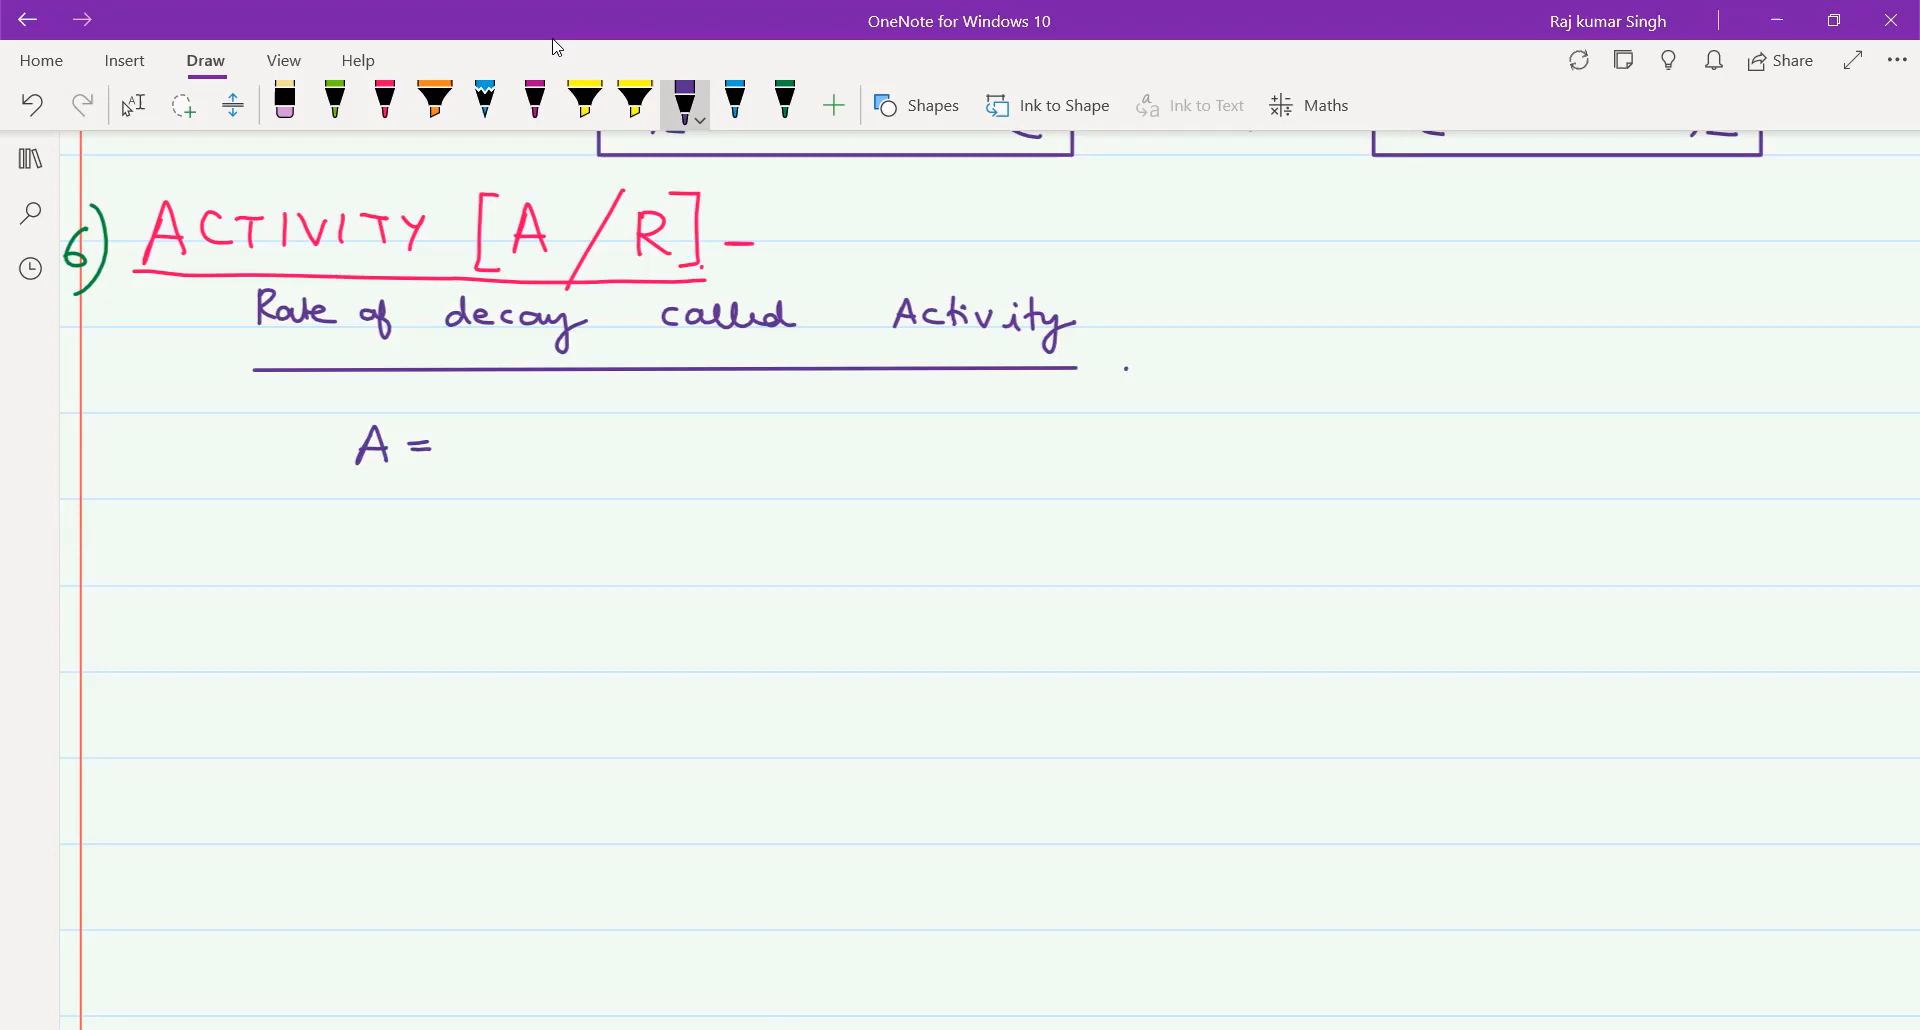 OneNote for Windows 10 Raj kumar Singh
Home Insert Draw View Help Share
Shapes Ink to Shape Ink to Text Maths
6) ACTIVITY [A/R] -
Rate of decay called Activity
A =